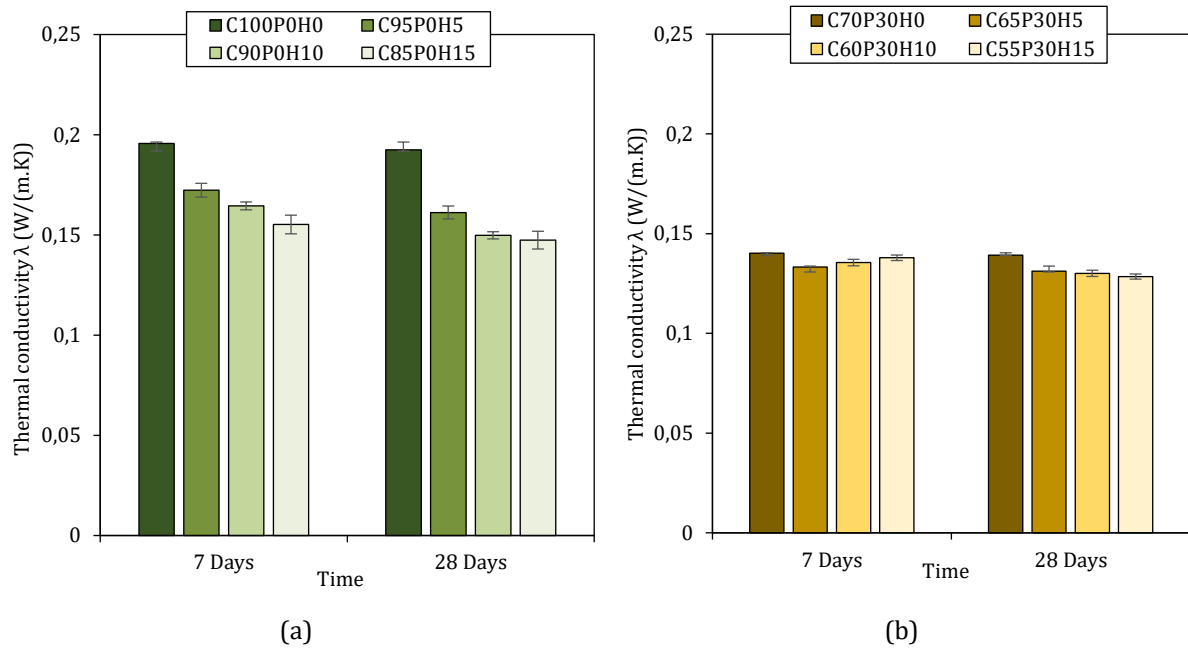 C100P0H0 C95P0H5
C90P0H10 C85P0H15
0,25
0,2
0,15
0,1
0,05
0
Thermal conductivity λ (W/(m.K))
7 Days 28 Days
Time
(a)
C70P30H0 C65P30H5
C60P30H10 C55P30H15
0,25
0,2
0,15
0,1
0,05
0
Thermal conductivity λ (W/(m.K))
7 Days 28 Days
Time
(b)